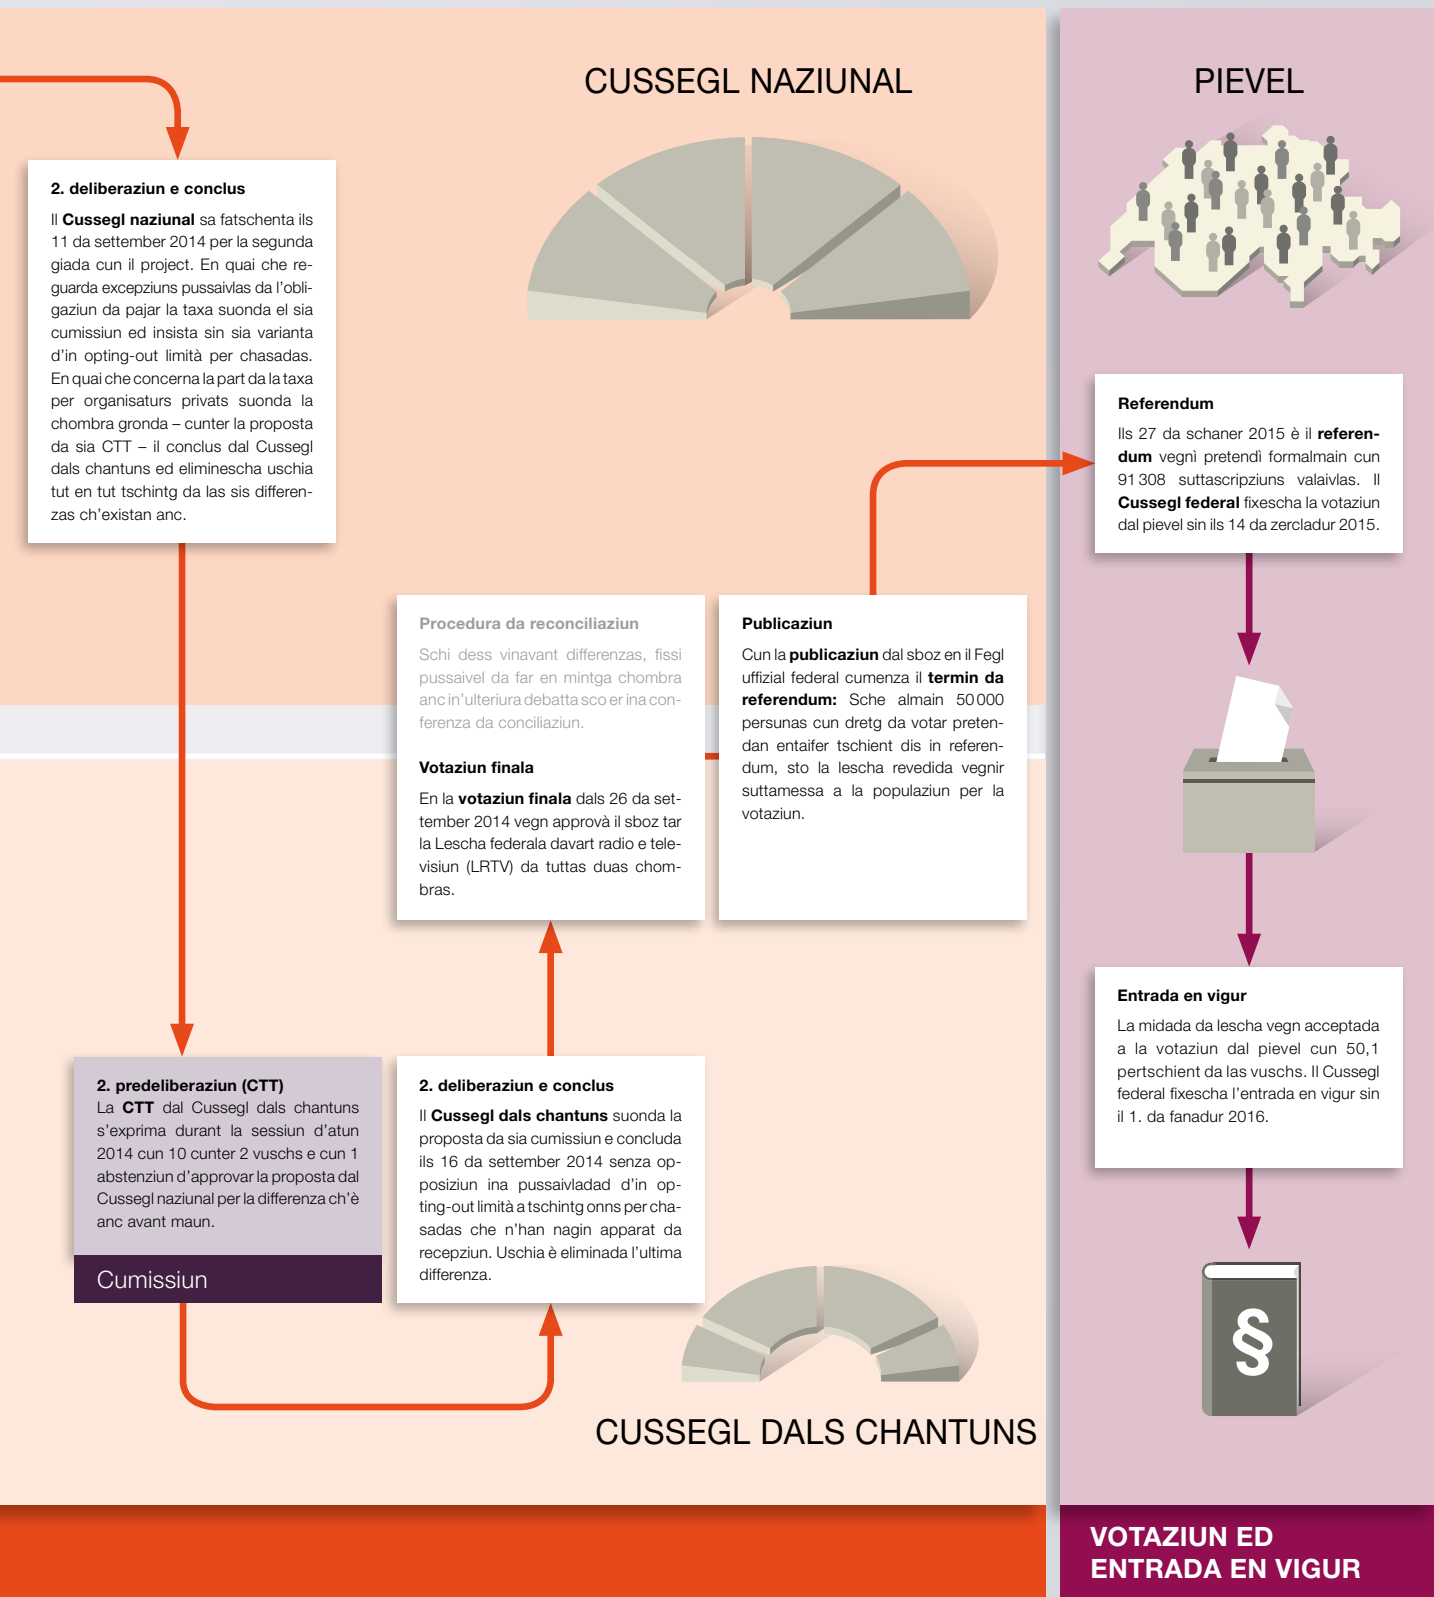 CUSSEGL NAZIUNAL
2. deliberaziun e conclus
Il Cussegl naziunal sa fatschenta ils
11 da settember 2014 per la segunda
giada cun il project. En quai che re-
guarda excepziuns pussaivlas da l'obli-
gaziun da pajar la taxa suonda el sia
cumissiun ed insista sin sia varianta
d'in opting-out limità per chasadas.
En quai che concerna la part da la taxa
per organisaturs privats suonda la
chombra gronda – cunter la proposta
da sia CTT – il conclus dal Cussegl
dals chantuns ed eliminescha uschia
tut en tut tschintg da las sis differen-
zas ch'existan anc.
2. predeliberaziun (CTT)
La CTT dal Cussegl dals chantuns
s'exprima durant la sessiun d'atun
2014 cun 10 cunter 2 vuschs e cun 1
abstenziun d'approvar la proposta dal
Cussegl naziunal per la differenza ch'è
anc avant maun.
Cumissiun
2. deliberaziun e conclus
Il Cussegl dals chantuns suonda la
proposta da sia cumissiun e concluda
ils 16 da settember 2014 senza op-
posiziun ina pussaivladad d'in op-
ting-out limità a tschintg onns per cha-
sadas che n'han nagin apparat da
recepziun. Uschia è eliminada l'ultima
differenza.
CUSSEGL DALS CHANTUNS
Procedura da reconciliaziun
Schi dess vinavant differenzas, fissi
pussaivel da far en mintga chombra
anc in'ulteriura debatta sco er ina con-
ferenza da conciliaziun.
Votaziun finala
En la votaziun finala dals 26 da set-
tember 2014 vegn approvà il sboz tar
la Lescha federala davart radio e tele-
visiun (LRTV) da tuttas duas chom-
bras.
Publicaziun
Cun la publicaziun dal sboz en il Fegl
uffizial federal cumenza il termin da
referendum: Sche almain 50 000
persunas cun dretg da votar preten-
dan entaifer tschient dis in referen-
dum, sto la lescha revedida vegnir
suttamessa a la populaziun per la
votaziun.
PIEVEL
Referendum
Ils 27 da schaner 2015 è il referen-
dum vegnì pretendì formalmain cun
91 308 suttascripziuns valaivlas. Il
Cussegl federal fixescha la votaziun
dal pievel sin ils 14 da zercladur 2015.
Entrada en vigur
La midada da lescha vegn acceptada
a la votaziun dal pievel cun 50,1
pertschient da las vuschs. Il Cussegl
federal fixescha l'entrada en vigur sin
il 1. da fanadur 2016.
§
VOTAZIUN ED
ENTRADA EN VIGUR